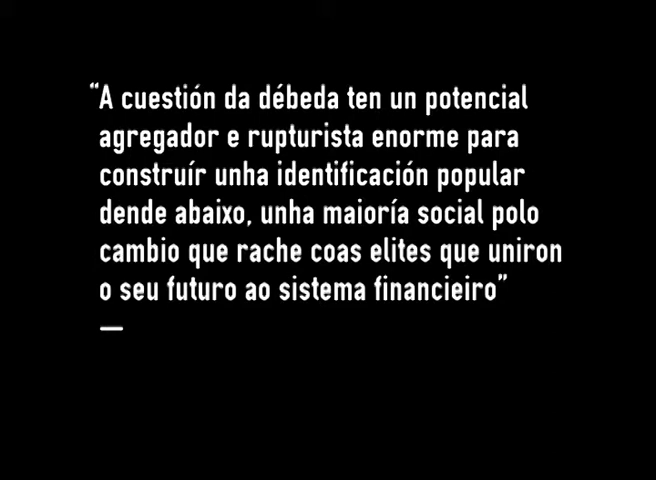 “A cuestión da débeda ten un potencial
agregador e rupturista enorme para
construír unha identificación popular
dende abaixo, unha maioría social polo
cambio que rache coas elites que uniron
o seu futuro ao sistema financieiro”
—